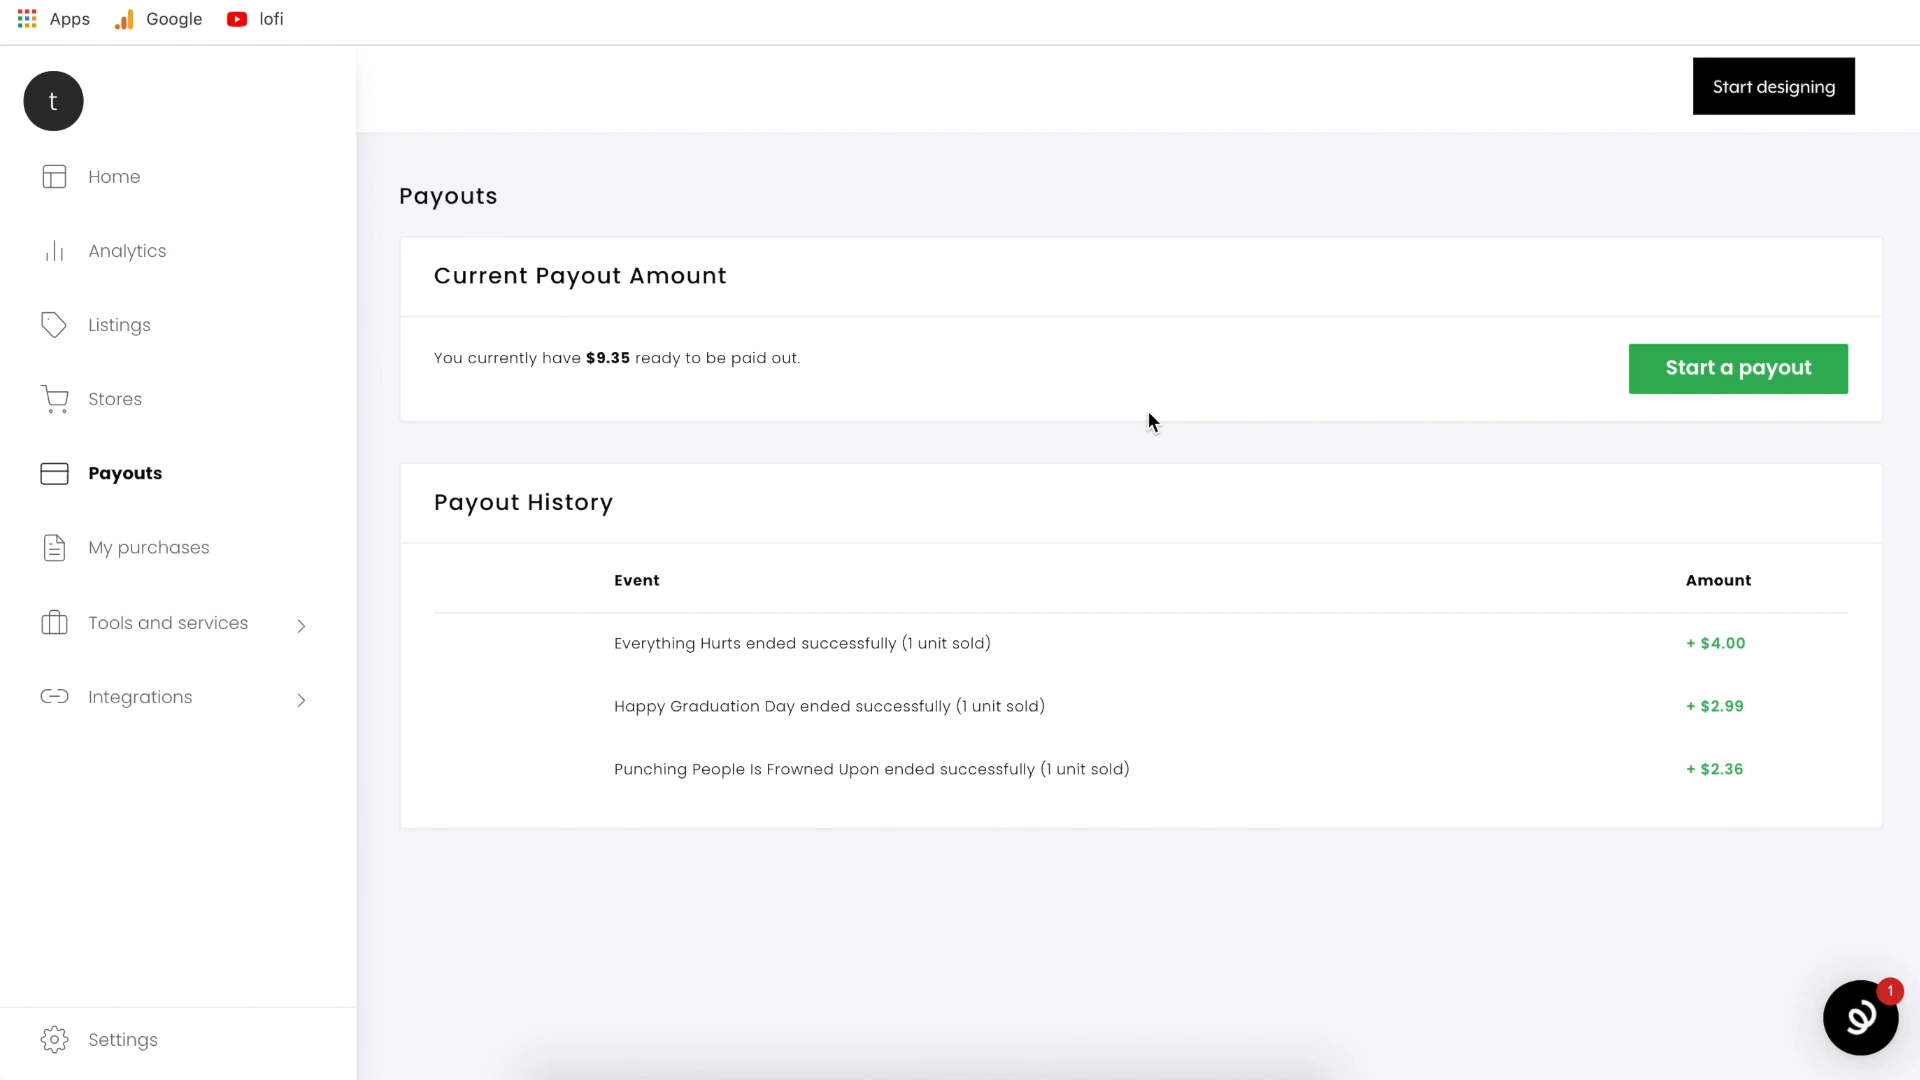 Apps Google lofi
t
Start designing
Home
Analytics
Listings
Stores
Payouts
My purchases
Tools and services
Integrations
Settings
Payouts
Current Payout Amount
You currently have $9.35 ready to be paid out.
Start a payout
Payout History
Event Amount
Everything Hurts ended successfully (1 unit sold) + $4.00
Happy Graduation Day ended successfully (1 unit sold) + $2.99
Punching People Is Frowned Upon ended successfully (1 unit sold) + $2.36
1